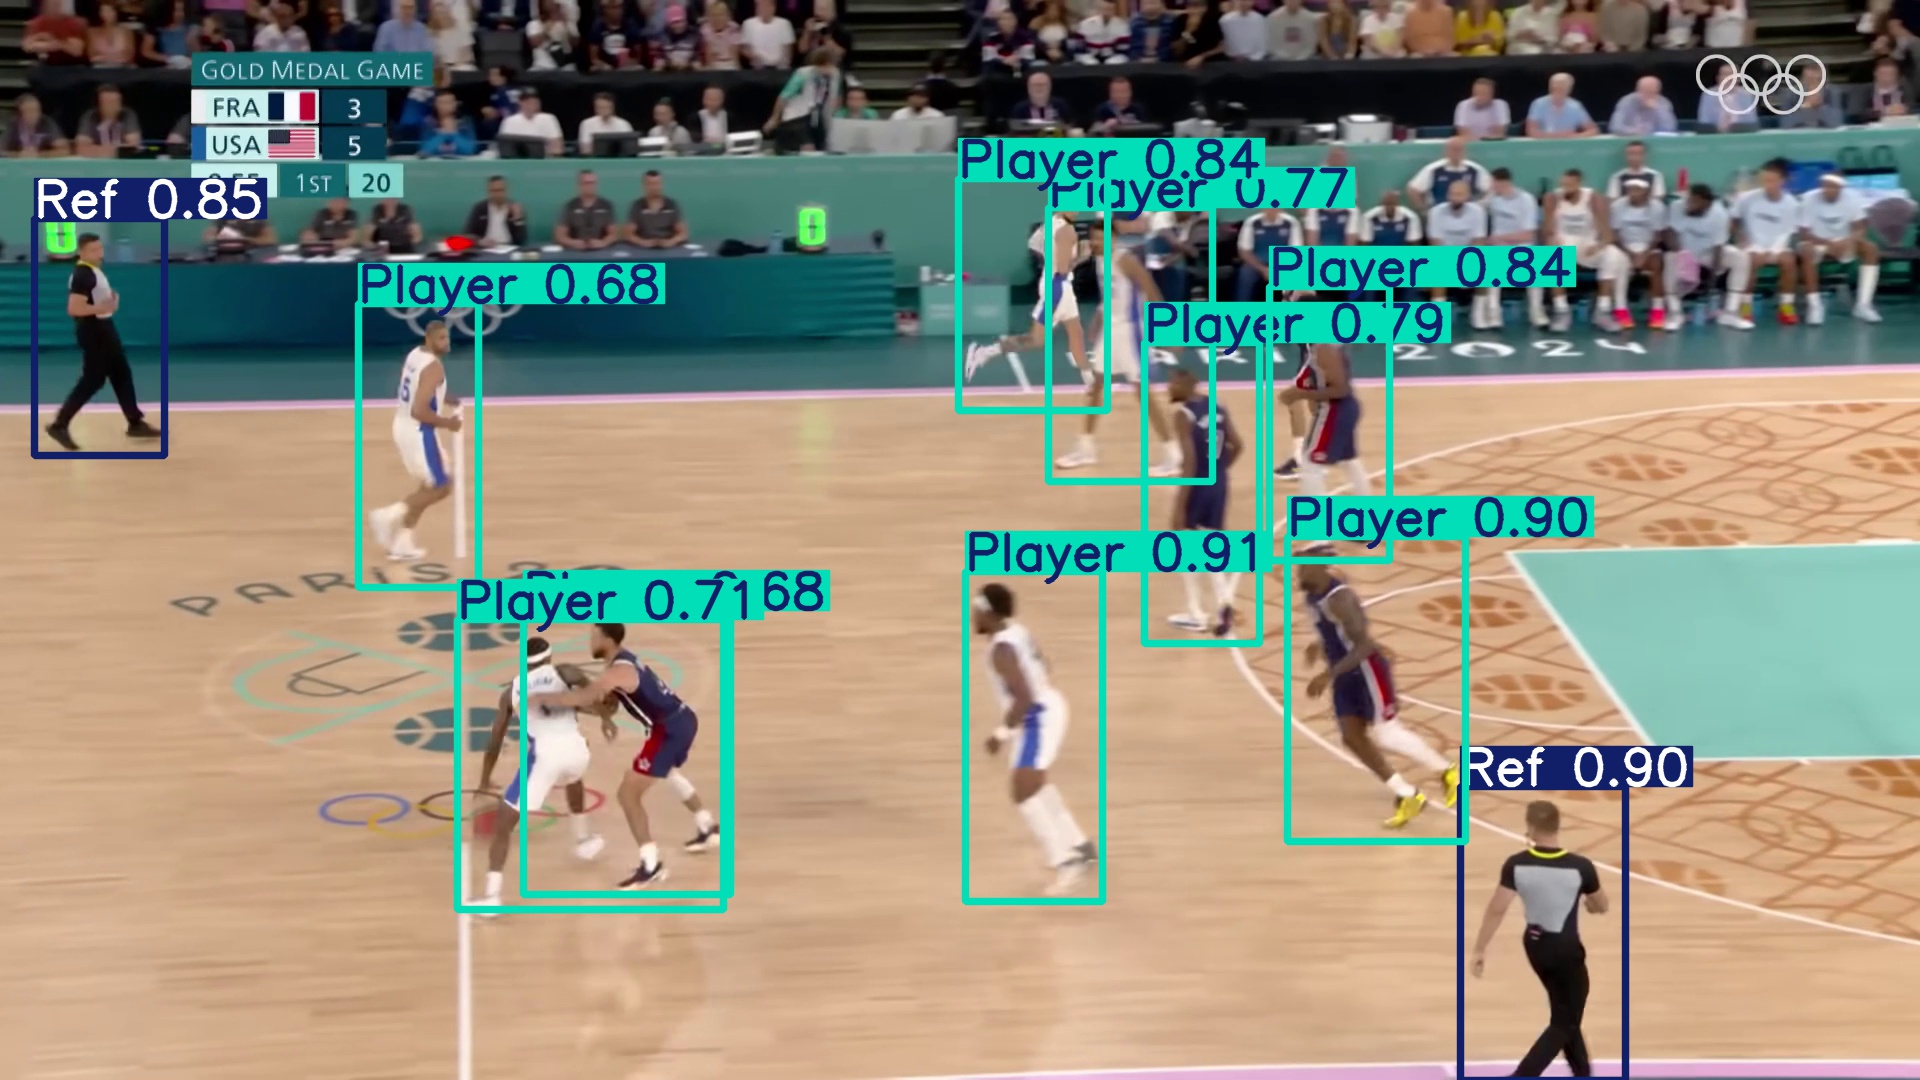 GOLD MEDAL GAME
FRA 3
USA 5
1ST 20
Ref 0.85
Player 0.84
Player 0.77
Player 0.68
Player 0.84
Player 0.79
2024
Player 0.90
Player 0.91
PARIS
Player 0.71
68
Ref 0.90